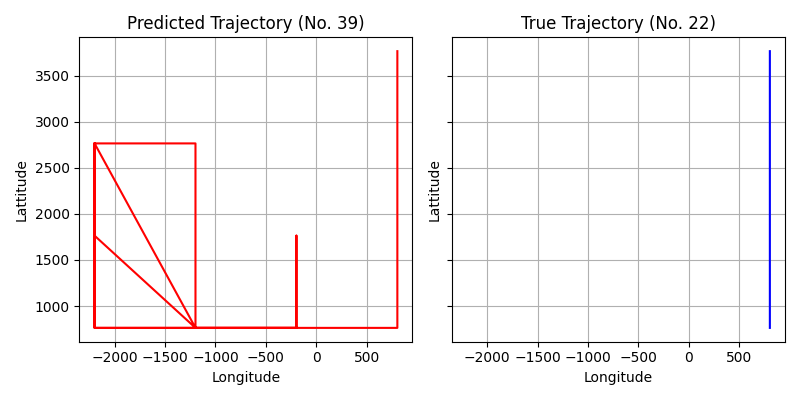 Predicted Trajectory (No. 39)
True Trajectory (No. 22)
3500
3000
2500
2000
1500
1000
Lattitude
Lattitude
−2000 −1500 −1000 −500 0 500
−2000 −1500 −1000 −500 0 500
Longitude
Longitude